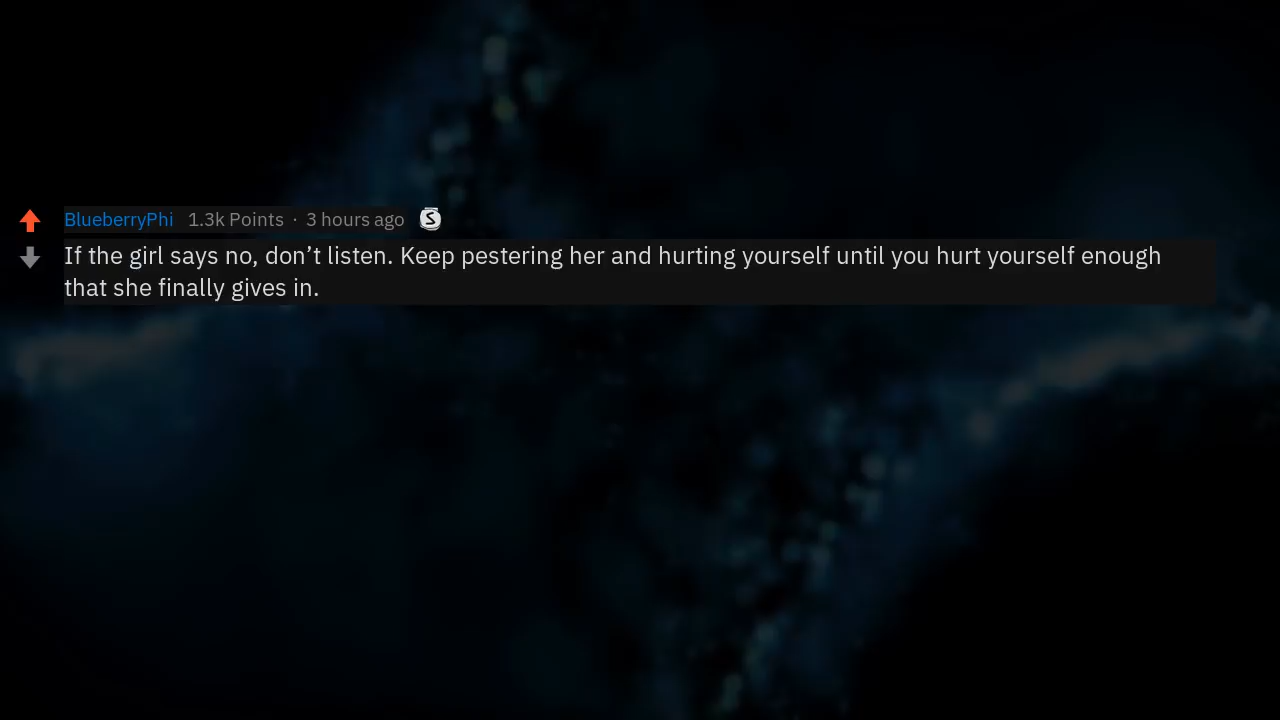 BlueberryPhi 1.3k Points · 3 hours ago S
If the girl says no, don’t listen. Keep pestering her and hurting yourself until you hurt yourself enough
that she finally gives in.